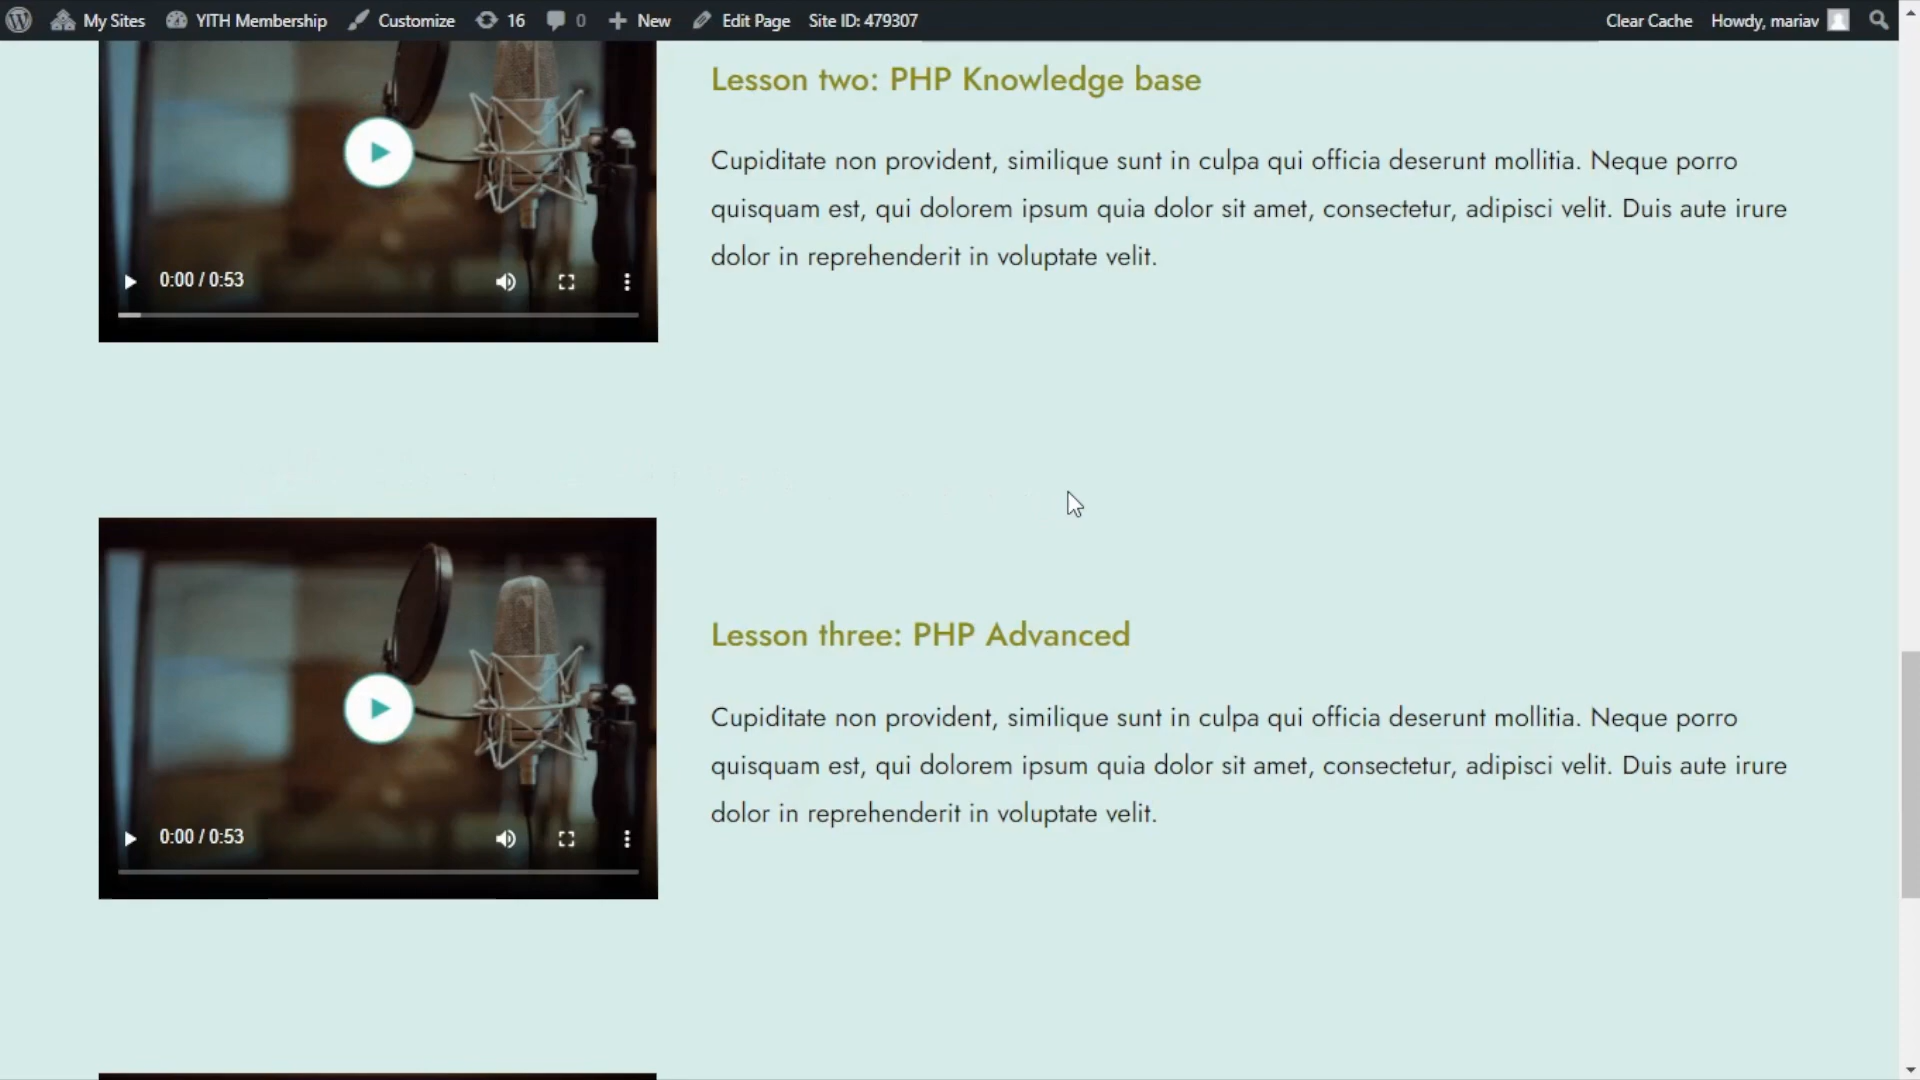 My Sites YITH Membership Customize 16 0 New Edit Page Site ID: 479307 Clear Cache Howdy, mariav
Lesson two: PHP Knowledge base
Cupiditate non provident, similique sunt in culpa qui officia deserunt mollitia. Neque porro
quisquam est, qui dolorem ipsum quia dolor sit amet, consectetur, adipisci velit. Duis aute irure
dolor in reprehenderit in voluptate velit.
0:00 / 0:53
Lesson three: PHP Advanced
Cupiditate non provident, similique sunt in culpa qui officia deserunt mollitia. Neque porro
quisquam est, qui dolorem ipsum quia dolor sit amet, consectetur, adipisci velit. Duis aute irure
dolor in reprehenderit in voluptate velit.
0:00 / 0:53